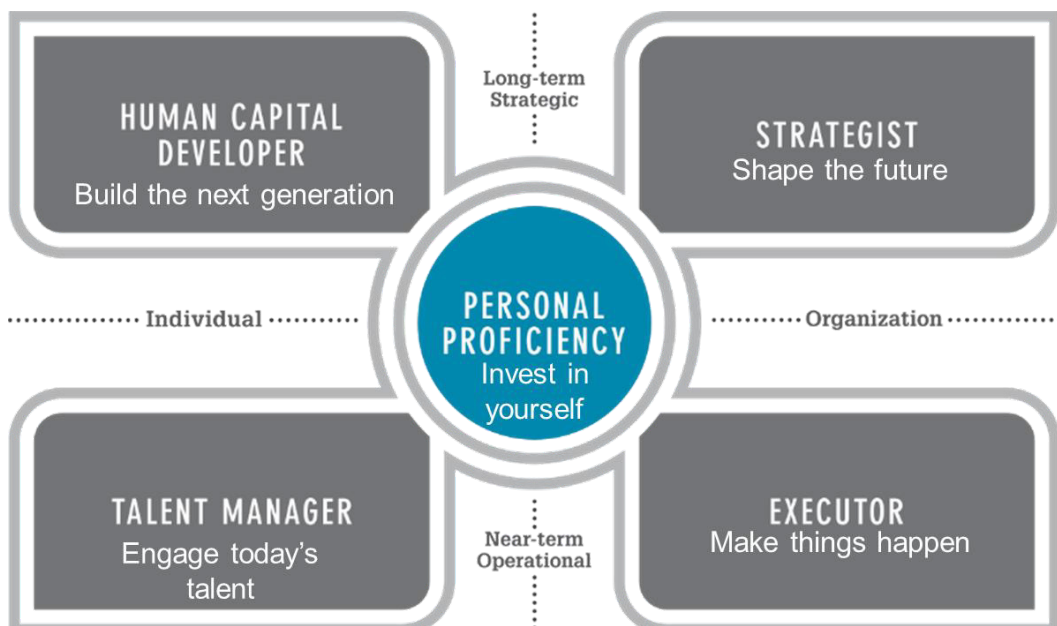 HUMAN CAPITAL
DEVELOPER
Build the next generation
Long-term
Strategic
STRATEGIST
Shape the future
Individual
PERSONAL
PROFICIENCY
Invest in
yourself
Organization
TALENT MANAGER
Engage today's
talent
Near-term
Operational
EXECUTOR
Make things happen